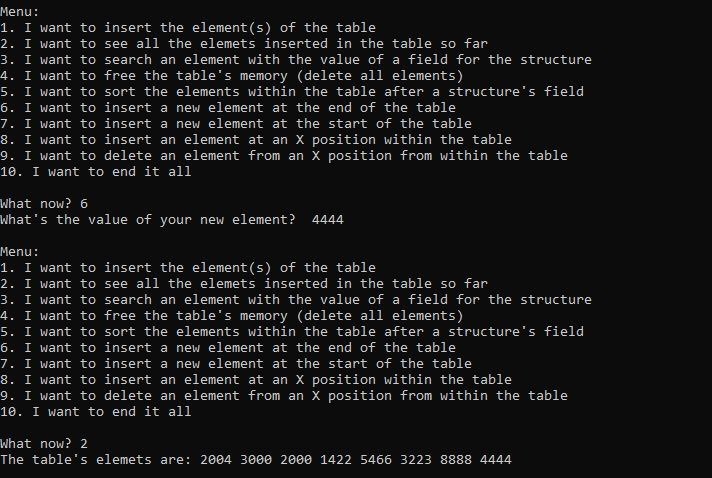 Menu:
1. I want to insert the element(s) of the table
2. I want to see all the elemets inserted in the table so far
3. I want to search an element with the value of a field for the structure
4. I want to free the table's memory (delete all elements)
5. I want to sort the elements within the table after a structure's field
6. I want to insert a new element at the end of the table
7. I want to insert a new element at the start of the table
8. I want to insert an element at an X position within the table
9. I want to delete an element from an X position from within the table
10. I want to end it all
What now? 6
What's the value of your new element?  4444
Menu:
1. I want to insert the element(s) of the table
2. I want to see all the elemets inserted in the table so far
3. I want to search an element with the value of a field for the structure
4. I want to free the table's memory (delete all elements)
5. I want to sort the elements within the table after a structure's field
6. I want to insert a new element at the end of the table
7. I want to insert a new element at the start of the table
8. I want to insert an element at an X position within the table
9. I want to delete an element from an X position from within the table
10. I want to end it all
What now? 2
The table's elemets are: 2004 3000 2000 1422 5466 3223 8888 4444